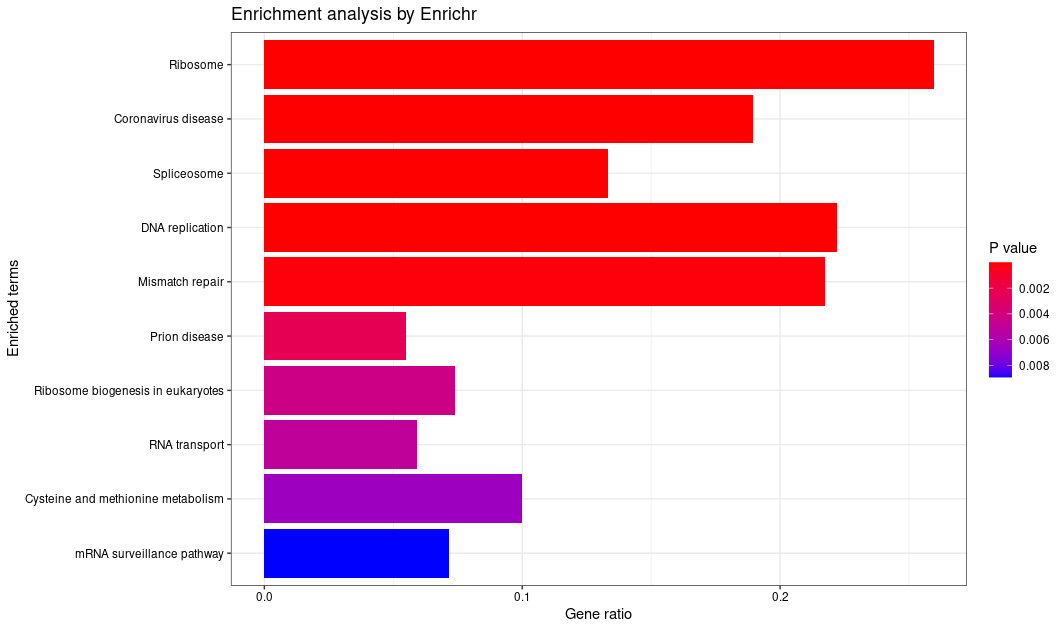 Enrichment analysis by Enrichr
Enriched terms
Ribosome
Coronavirus disease
Spliceosome
DNA replication
Mismatch repair
Prion disease
Ribosome biogenesis in eukaryotes
RNA transport
Cysteine and methionine metabolism
mRNA surveillance pathway
0.0 0.1 0.2
Gene ratio
P value
0.002
0.004
0.006
0.008